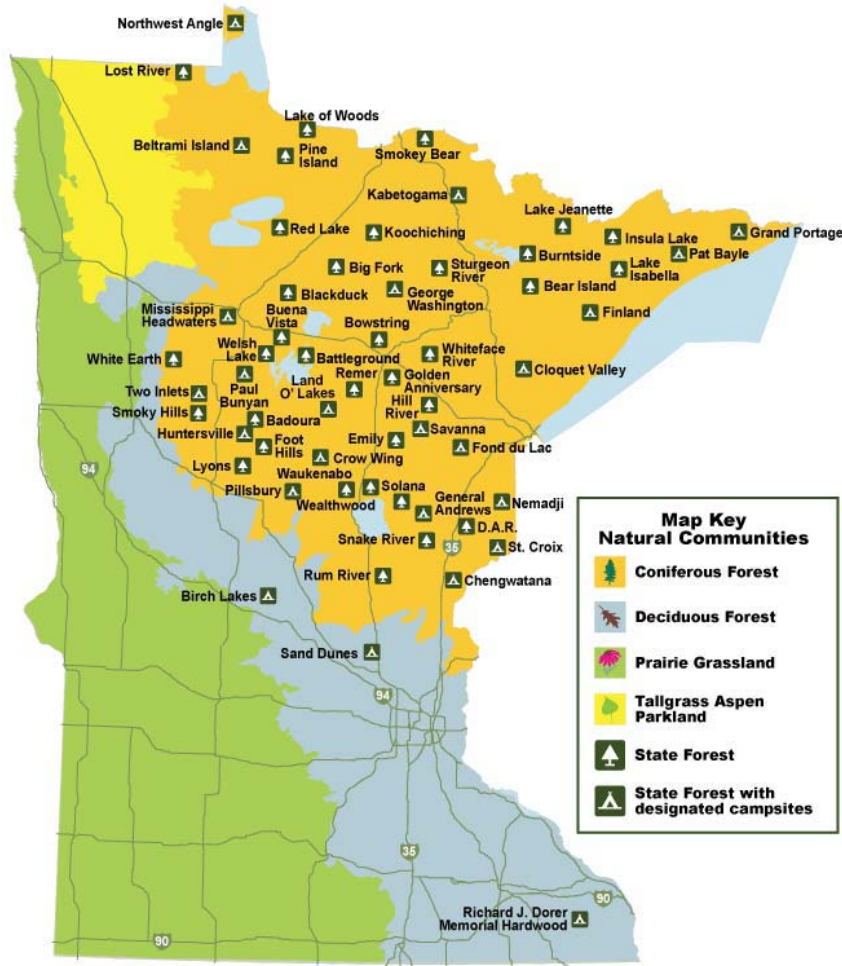 Northwest Angle
Lost River
Lake of Woods
Beltrami Island
Pine
Island
Smokey Bear
Kabetogama
Lake Jeanette
Red Lake
Koochiching
Insula Lake
Grand Portage
Burntside
Pat Bayle
Big Fork
Sturgeon
River
Lake
Isabella
Blackduck
George
Washington
Bear Island
Mississippi
Headwaters
Buena
Vista
Bowstring
Finland
White Earth
Welsh
Lake
Battleground
Whiteface
River
Cloquet Valley
Two Inlets
Paul
Bunyan
Land
O' Lakes
Remer
Golden
Anniversary
Smoky Hills
Badoura
Hill
River
Huntersville
Foot
Hills
Emily
Savanna
Fond du Lac
Lyons
Crow Wing
94
Pillsbury
Waukenabo
Wealthwood
Solana
General
Andrews
Nemadji
D.A.R.
Snake River
35
St. Croix
Rum River
Chengwatana
Birch Lakes
Sand Dunes
94
35
90
Richard J. Dorer
Memorial Hardwood
90
Map Key
Natural Communities
Coniferous Forest
Deciduous Forest
Prairie Grassland
Tallgrass Aspen
Parkland
State Forest
State Forest with
designated campsites